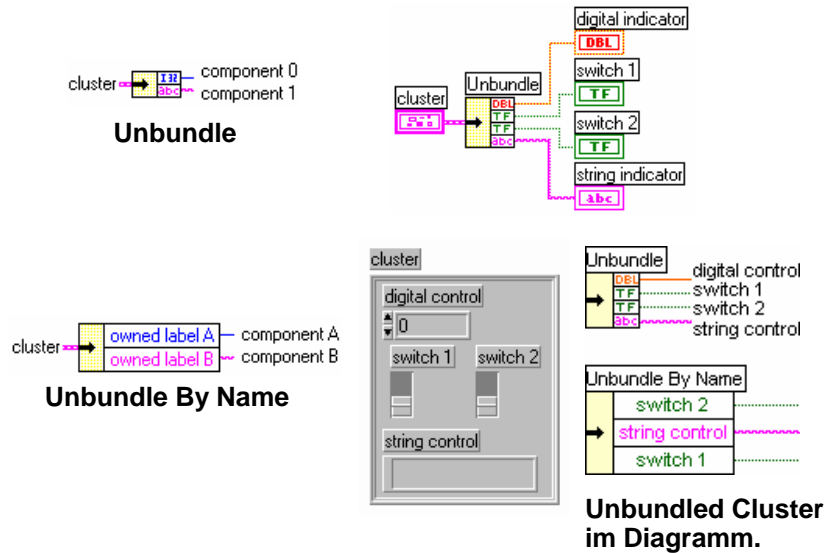 cluster
I32
abc
component 0
component 1
Unbundle
cluster
Unbundle
DBL
TF
TF
abc
digital indicator
DBL
switch 1
TF
switch 2
TF
string indicator
abc
cluster
owned label A
owned label B
component A
component B
Unbundle By Name
cluster
digital control
0
switch 1
switch 2
string control
Unbundle
DBL
TF
TF
abc
digital control
switch 1
switch 2
string control
Unbundle By Name
switch 2
string control
switch 1
Unbundled Cluster
im Diagramm.